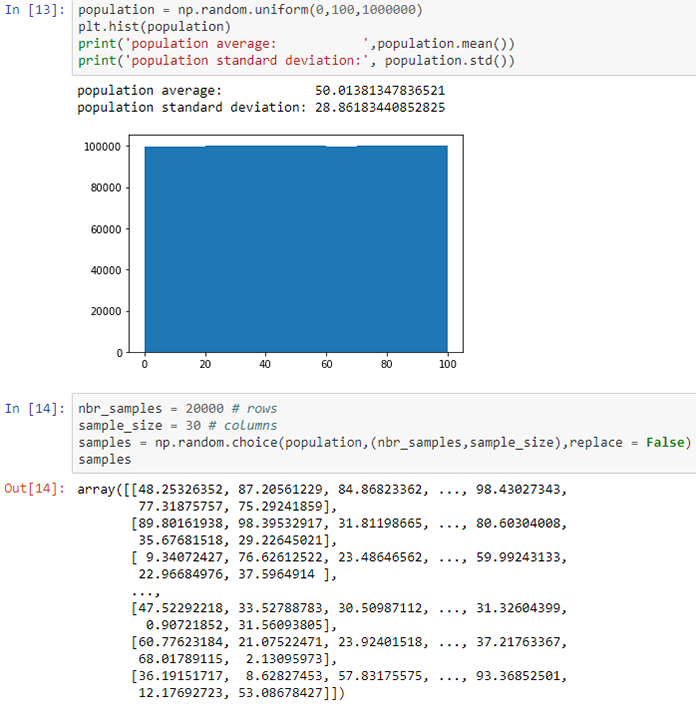 In [13]: population = np.random.uniform(0,100,1000000)
plt.hist(population)
print('population average:           ',population.mean())
print('population standard deviation:', population.std())
population average:            50.01381347836521
population standard deviation: 28.86183440852825
100000
80000
60000
40000
20000
0
0 20 40 60 80 100
In [14]: nbr_samples = 20000 # rows
sample_size = 30 # columns
samples = np.random.choice(population,(nbr_samples,sample_size),replace = False)
samples
Out[14]: array([[48.25326352, 87.20561229, 84.86823362, ..., 98.43027343,
77.31875757, 75.29241859],
[89.80161938, 98.39532917, 31.81198665, ..., 80.60304008,
35.67681518, 29.22645021],
[ 9.34072427, 76.62612522, 23.48646562, ..., 59.99243133,
22.96684976, 37.5964914 ],
...,
[47.52292218, 33.52787783, 30.50987112, ..., 31.32604399,
0.90721852, 31.56093805],
[60.77623184, 21.07522471, 23.92401518, ..., 37.21763367,
68.01789115,  2.13095973],
[36.19151717,  8.62827453, 57.83175575, ..., 93.36852501,
12.17692723, 53.08678427]])